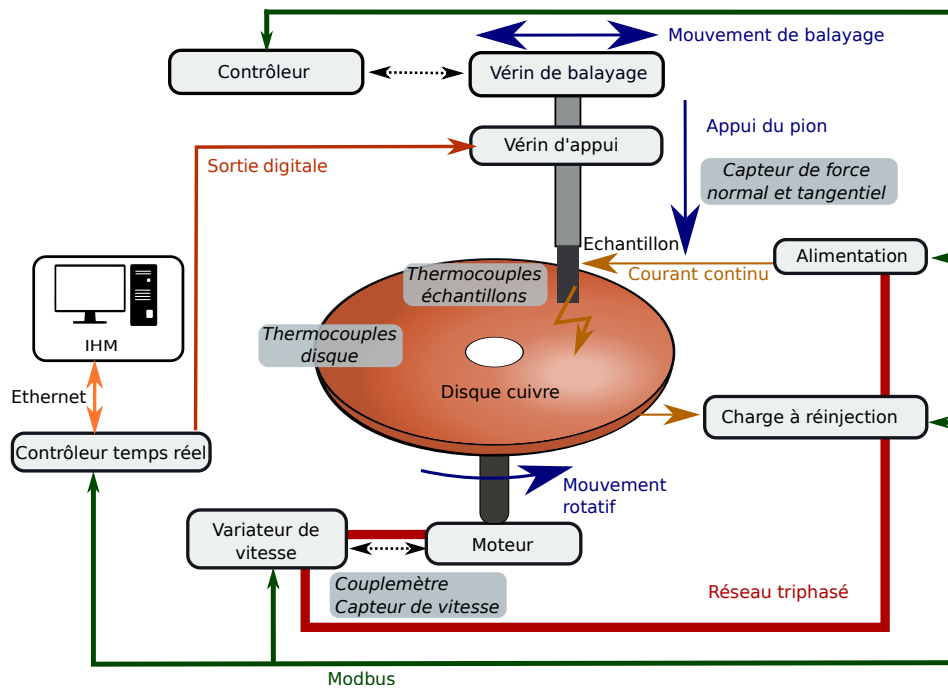 Mouvement de balayage
Contrôleur
Vérin de balayage
Appui du pion
Vérin d'appui
Sortie digitale
Capteur de force
normal et tangentiel
Echantillon
Alimentation
Courant continu
Thermocouples
échantillons
Thermocouples
disque
IHM
Ethernet
Disque cuivre
Charge à réinjection
Contrôleur temps réel
Mouvement
rotatif
Variateur de
vitesse
Moteur
Couplemètre
Capteur de vitesse
Réseau triphasé
Modbus